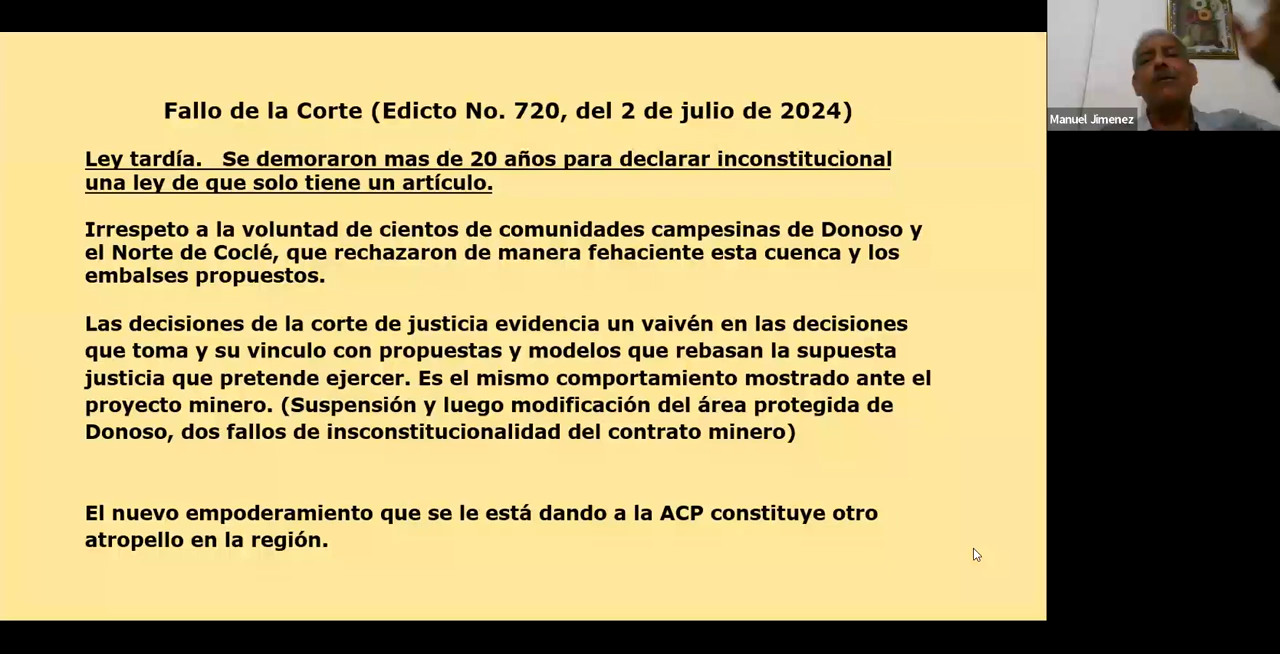 Fallo de la Corte (Edicto No. 720, del 2 de julio de 2024)
Ley tardía. Se demoraron mas de 20 años para declarar inconstitucional
una ley de que solo tiene un artículo.
Irrespeto a la voluntad de cientos de comunidades campesinas de Donoso y
el Norte de Coclé, que rechazaron de manera fehaciente esta cuenca y los
embalses propuestos.
Las decisiones de la corte de justicia evidencia un vaivén en las decisiones
que toma y su vinculo con propuestas y modelos que rebasan la supuesta
justicia que pretende ejercer. Es el mismo comportamiento mostrado ante el
proyecto minero. (Suspensión y luego modificación del área protegida de
Donoso, dos fallos de insconstitucionalidad del contrato minero)
El nuevo empoderamiento que se le está dando a la ACP constituye otro
atropello en la región.
Manuel Jimenez